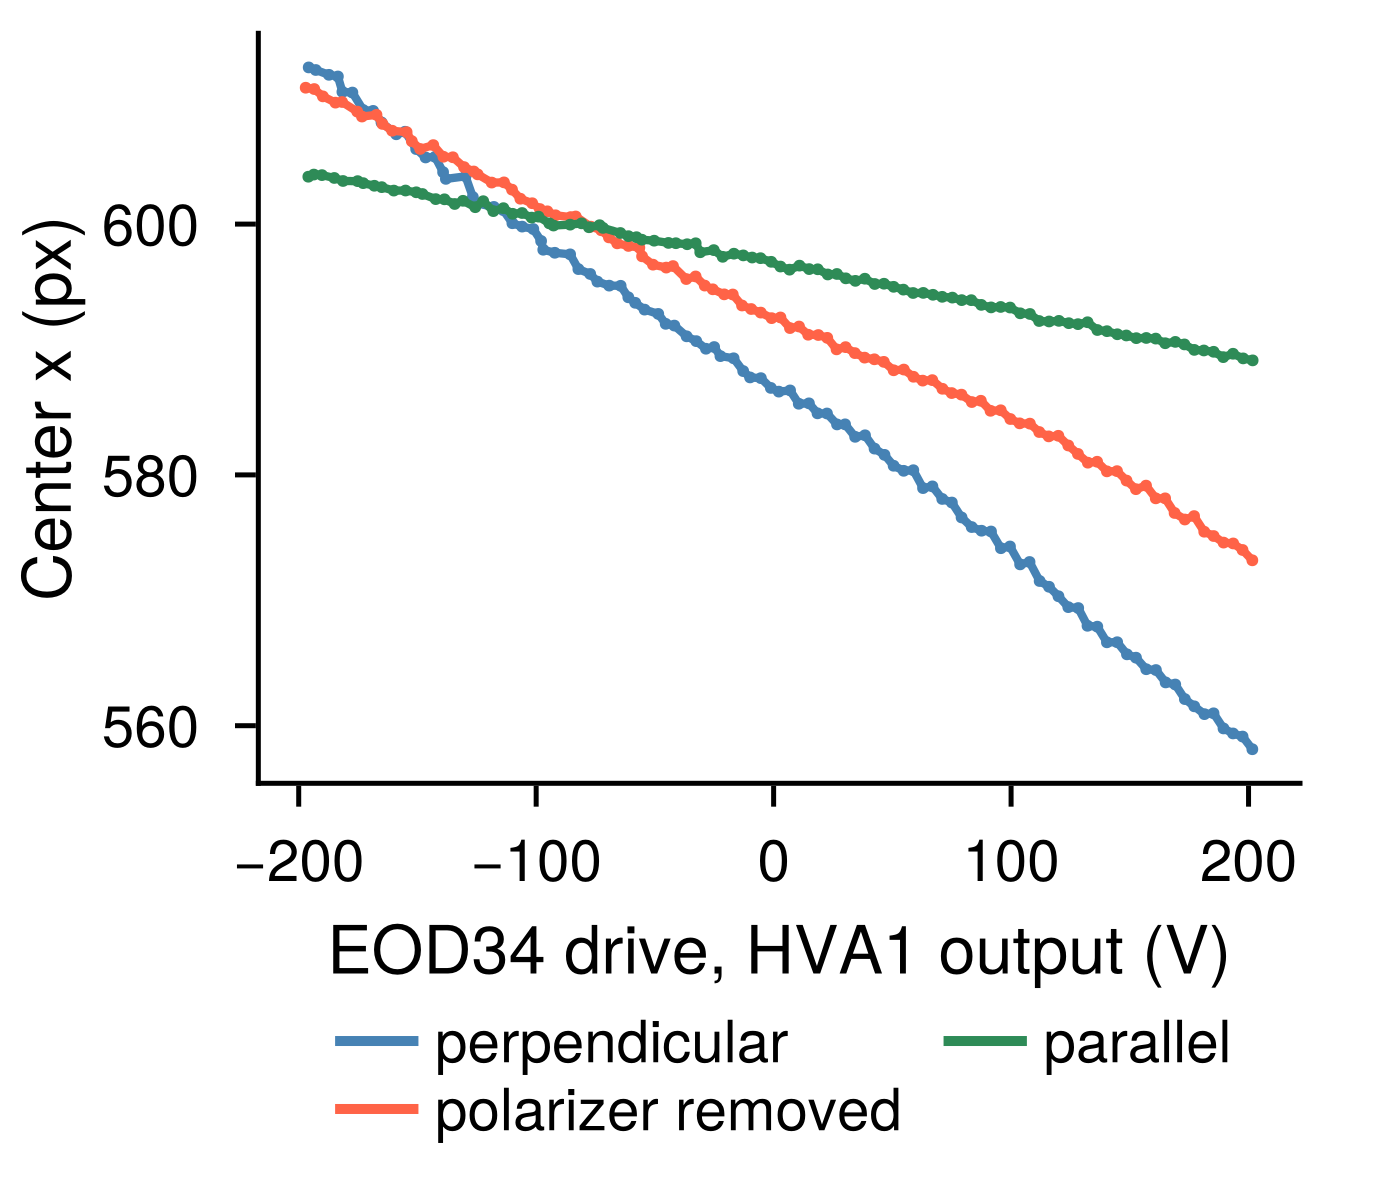 Center x (px)
600
580
560
−200 −100 0 100 200
EOD34 drive, HVA1 output (V)
perpendicular parallel
polarizer removed